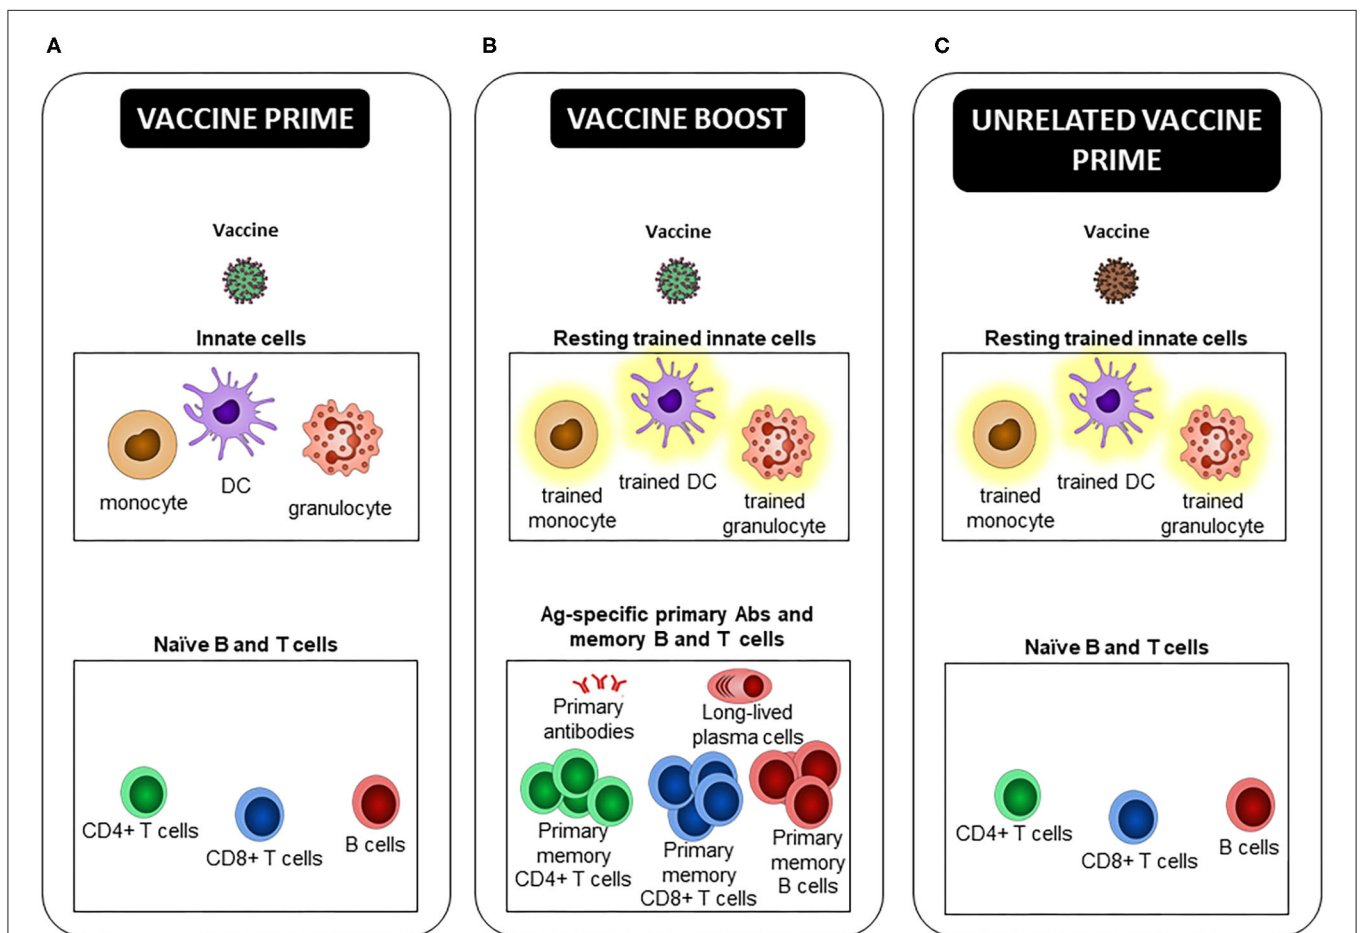 A
VACCINE PRIME
Vaccine
Innate cells
monocyte
DC
granulocyte
Naïve B and T cells
CD4+ T cells
CD8+ T cells
B cells
B
VACCINE BOOST
Vaccine
Resting trained innate cells
trained
monocyte
trained DC
trained
granulocyte
Ag-specific primary Abs and
memory B and T cells
Primary
antibodies
Long-lived
plasma cells
Primary
memory
CD4+ T cells
Primary
memory
CD8+ T cells
Primary
memory
B cells
C
UNRELATED VACCINE
PRIME
Vaccine
Resting trained innate cells
trained
monocyte
trained DC
trained
granulocyte
Naïve B and T cells
CD4+ T cells
CD8+ T cells
B cells